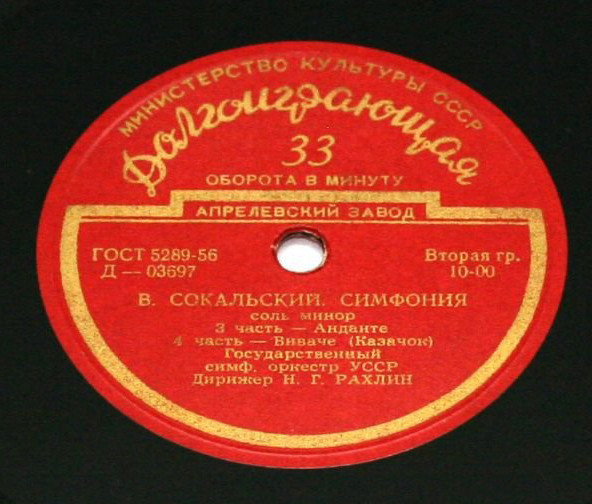 МИНИСТЕРСТВО КУЛЬТУРЫ СССР
Долгоиграющая
33
ОБОРОТА В МИНУТУ
АПРЕЛЕВСКИЙ ЗАВОД
ГОСТ 5289-56
Д — 03697
Вторая гр.
10-00
В. СОКАЛЬСКИЙ. СИМФОНИЯ
соль минор
3 часть — Анданте
4 часть — Виваче (Казачок)
Государственный
симф. оркестр УССР
Дирижер Н. Г. РАХЛИН